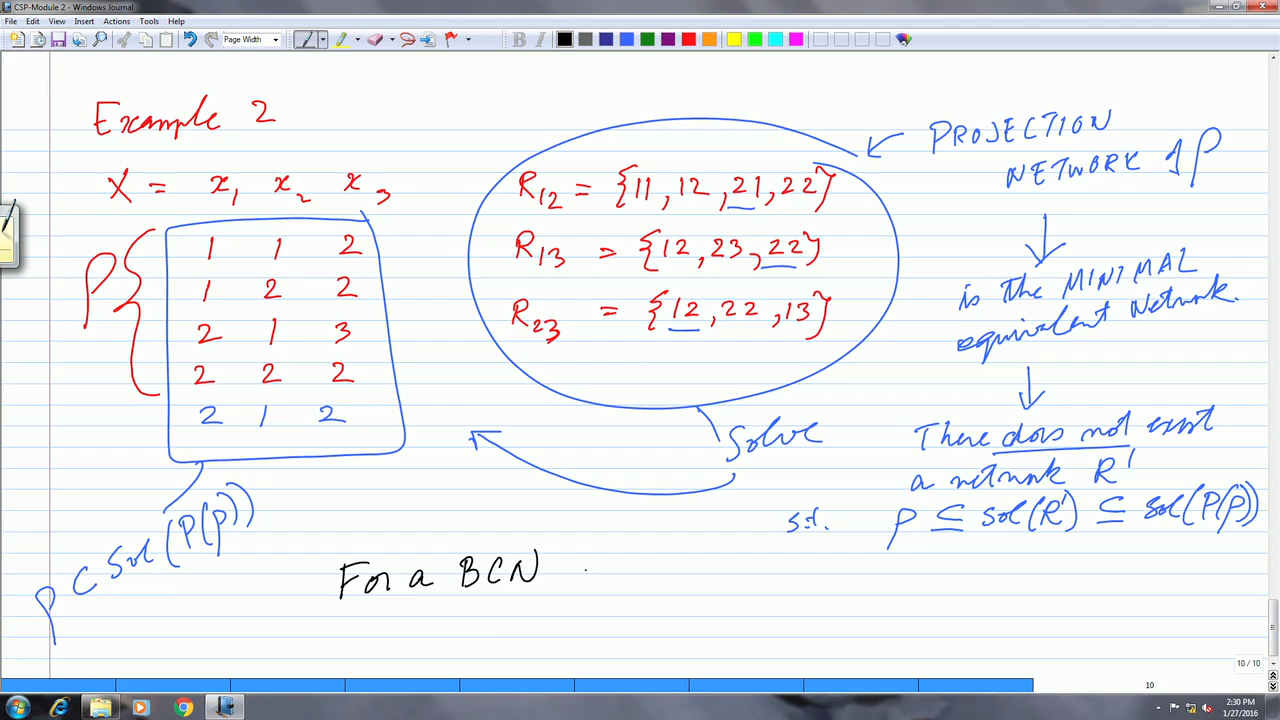 CSP-Module 2 - Windows Journal
File Edit View Insert Actions Tools Help
Page Width
B I U
Example 2
X = x1 x2 x3
ρ
1 1 2
1 2 2
2 1 3
2 2 2
2 1 2
R12 = {11, 12, 21, 22}
R13 = {12, 23, 22}
R23 = {12, 22, 13}
PROJECTION
NETWORK of ρ
is the MINIMAL
equivalent Network.
There does not exist
a network R'
s.t. ρ ⊆ sol(R') ⊆ sol(P(ρ))
Solve
ρ ⊂ Sol(P(ρ))
For a BCN
10 / 10
10
2:30 PM
1/27/2016